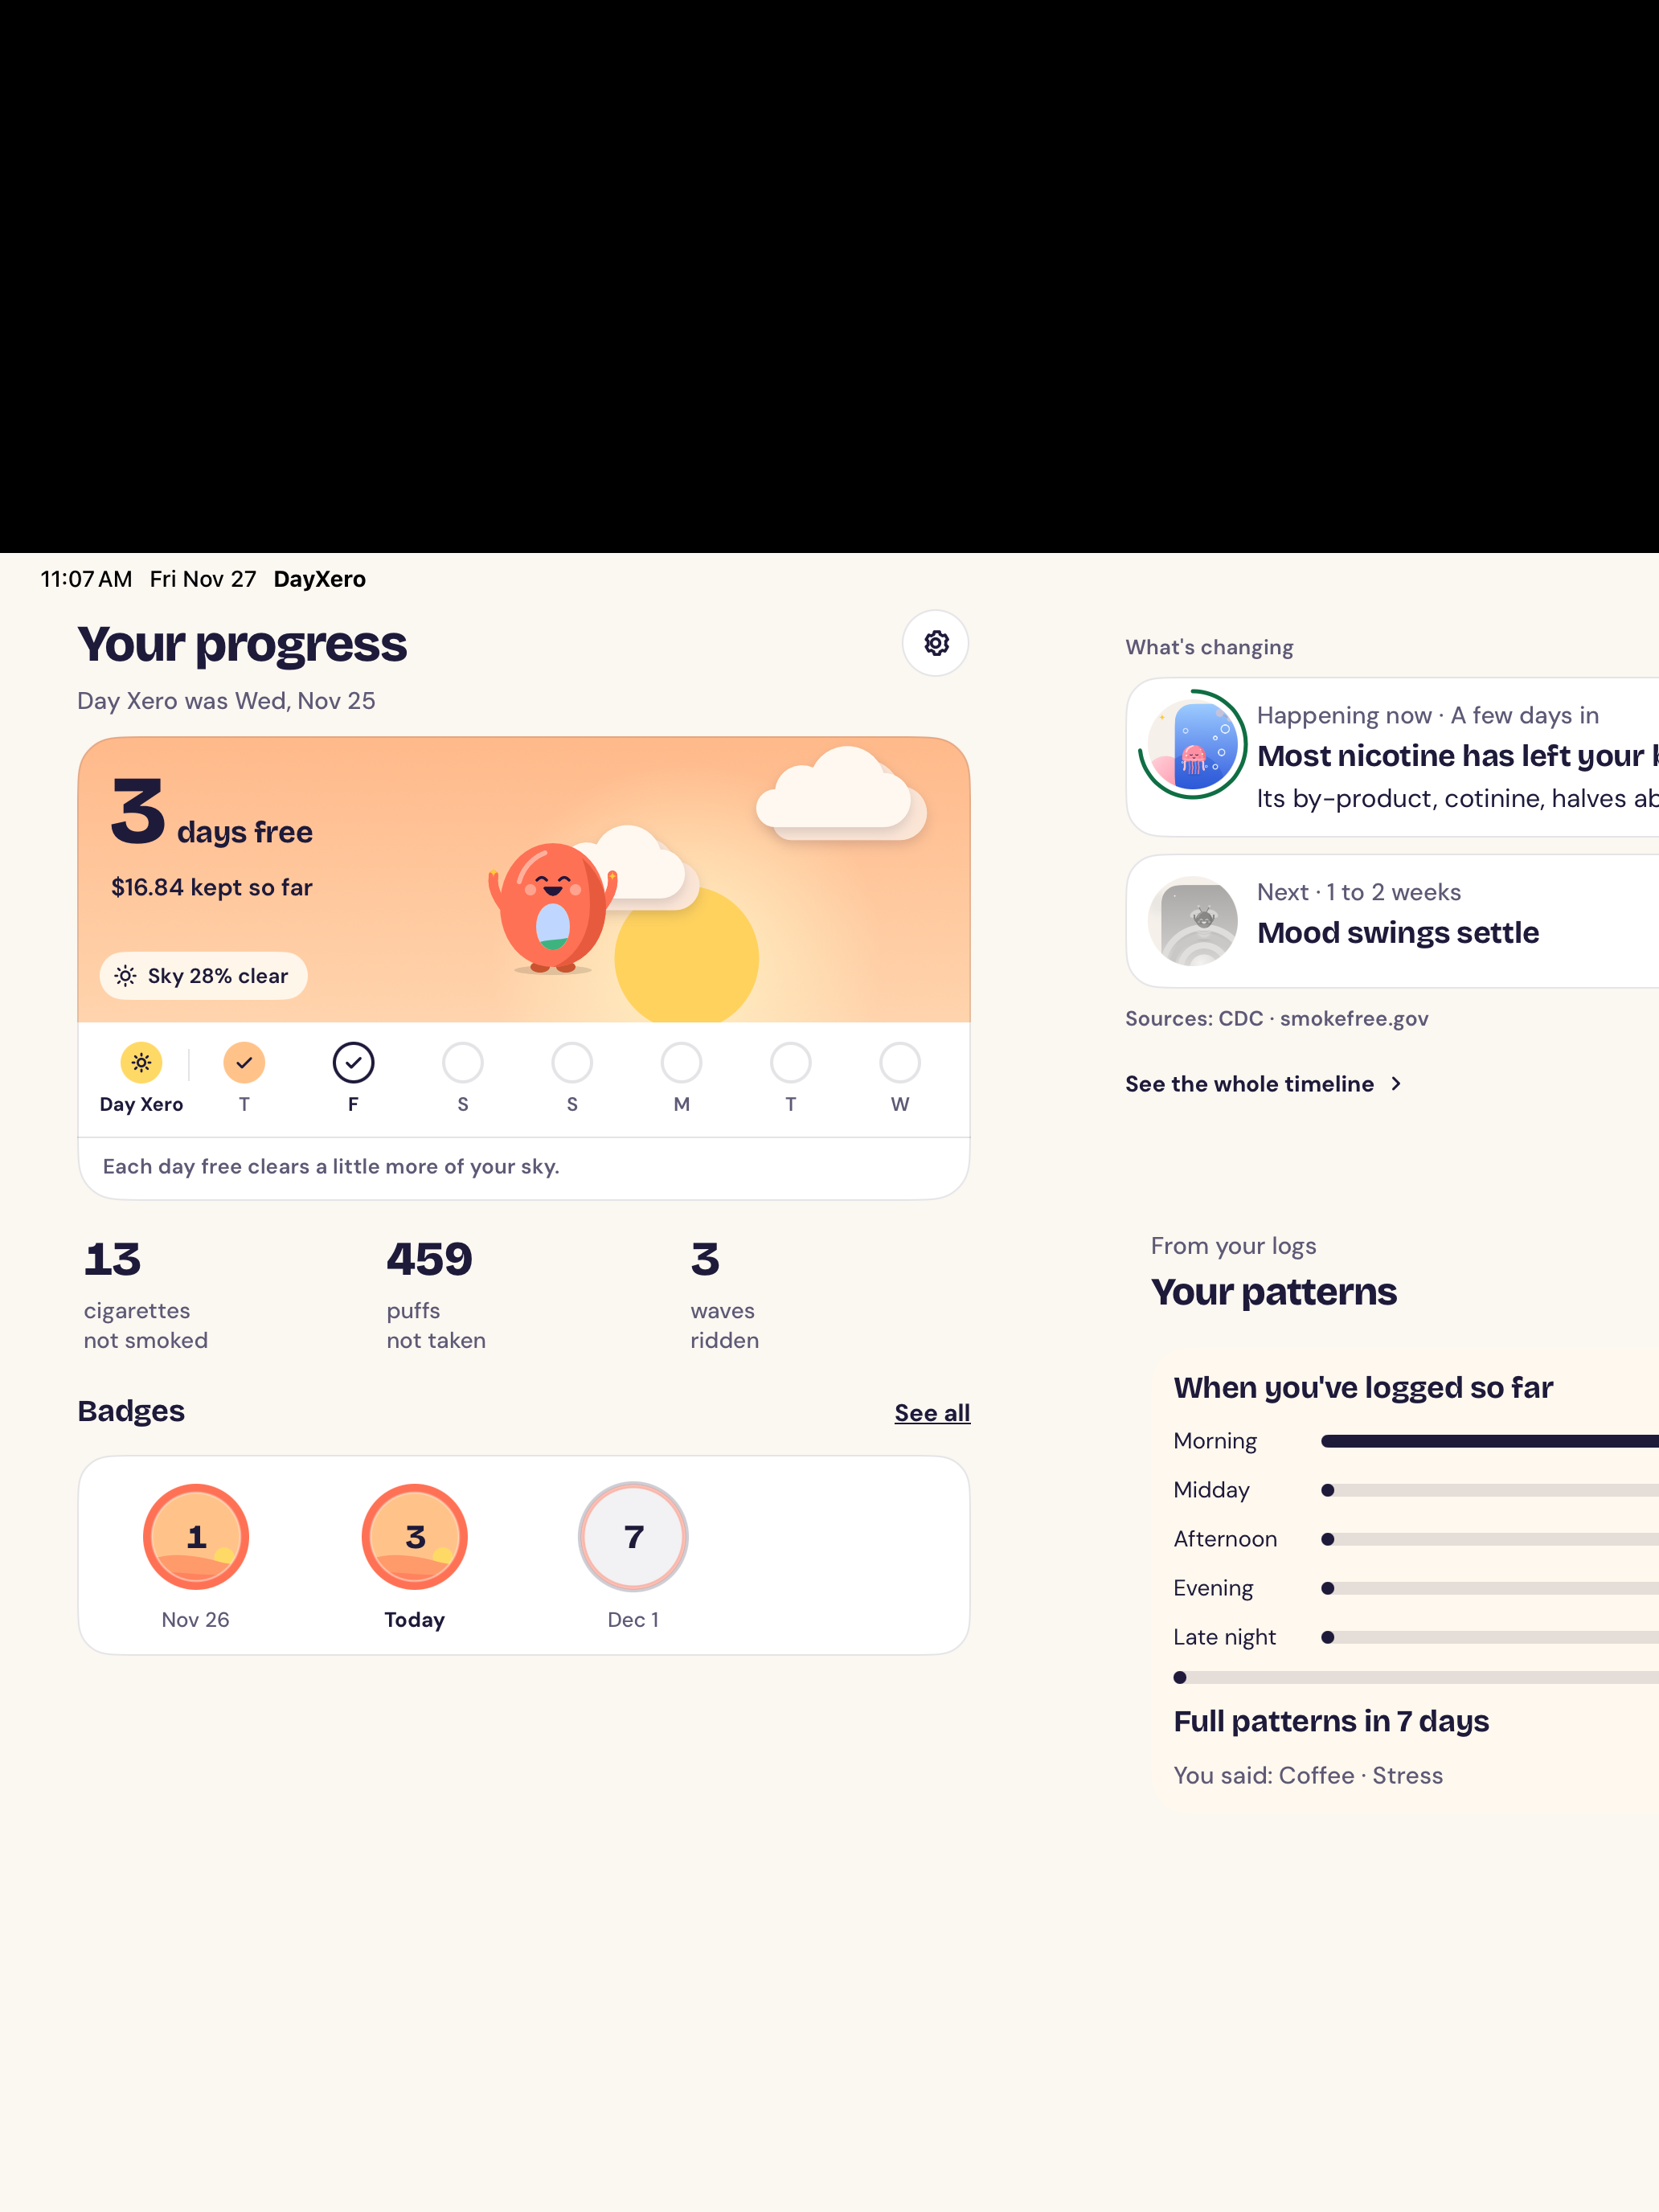 11:07 AM Fri Nov 27 DayXero
Your progress
Day Xero was Wed, Nov 25
3 days free
$16.84 kept so far
Sky 28% clear
Day Xero T F S S M T W
Each day free clears a little more of your sky.
13
cigarettes
not smoked
459
puffs
not taken
3
waves
ridden
Badges
See all
1 3 7
Nov 26 Today Dec 1
What's changing
Happening now · A few days in
Most nicotine has left your
Its by-product, cotinine, halves
Next · 1 to 2 weeks
Mood swings settle
Sources: CDC · smokefree.gov
See the whole timeline
From your logs
Your patterns
When you've logged so far
Morning
Midday
Afternoon
Evening
Late night
Full patterns in 7 days
You said: Coffee · Stress